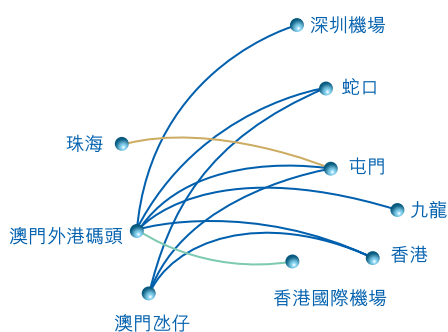 深圳機場
蛇口
珠海
屯門
九龍
澳門外港碼頭
香港
香港國際機場
澳門氹仔